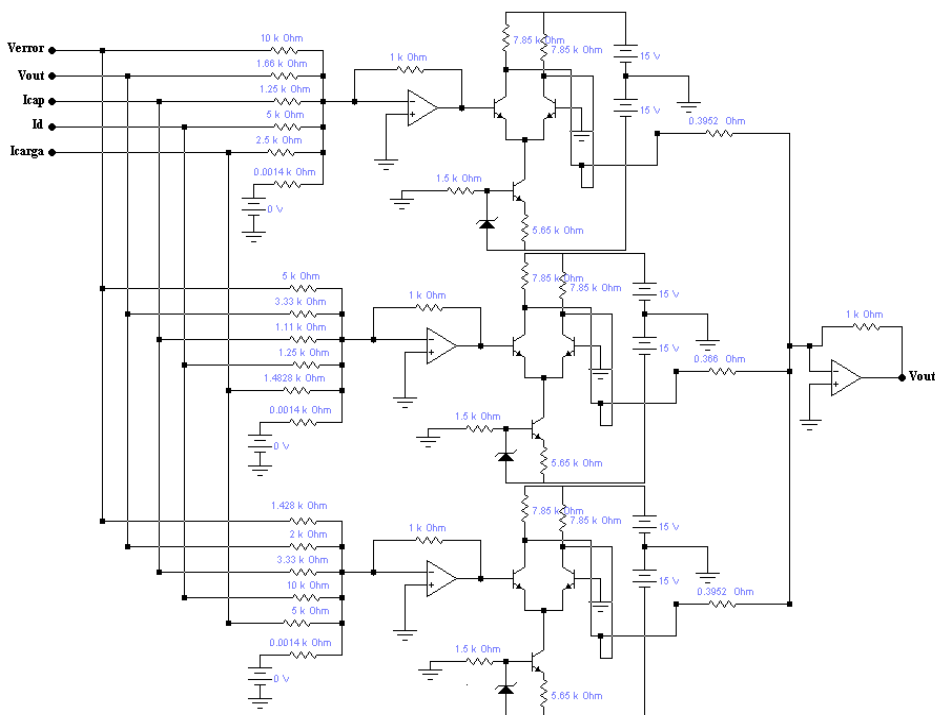 7.85 k Ohm
7.85 k Ohm
15 V
Verror
10 k Ohm
1 k Ohm
Vout
1.66 k Ohm
Icap
1.25 k Ohm
15 V
Id
5 k Ohm
0.3952 k Ohm
Icarga
2.5 k Ohm
0.0014 k Ohm
1.5 k Ohm
0 V
5.65 k Ohm
7.85 k Ohm
7.85 k Ohm
5 k Ohm
15 V
3.33 k Ohm
1 k Ohm
1.11 k Ohm
1 k Ohm
15 V
1.25 k Ohm
0.366 k Ohm
Vout
1.4828 k Ohm
0.0014 k Ohm
1.5 k Ohm
0 V
5.65 k Ohm
7.85 k Ohm
7.85 k Ohm
1.428 k Ohm
15 V
2 k Ohm
1 k Ohm
3.33 k Ohm
10 k Ohm
15 V
0.3952 k Ohm
5 k Ohm
0.0014 k Ohm
1.5 k Ohm
0 V
5.65 k Ohm